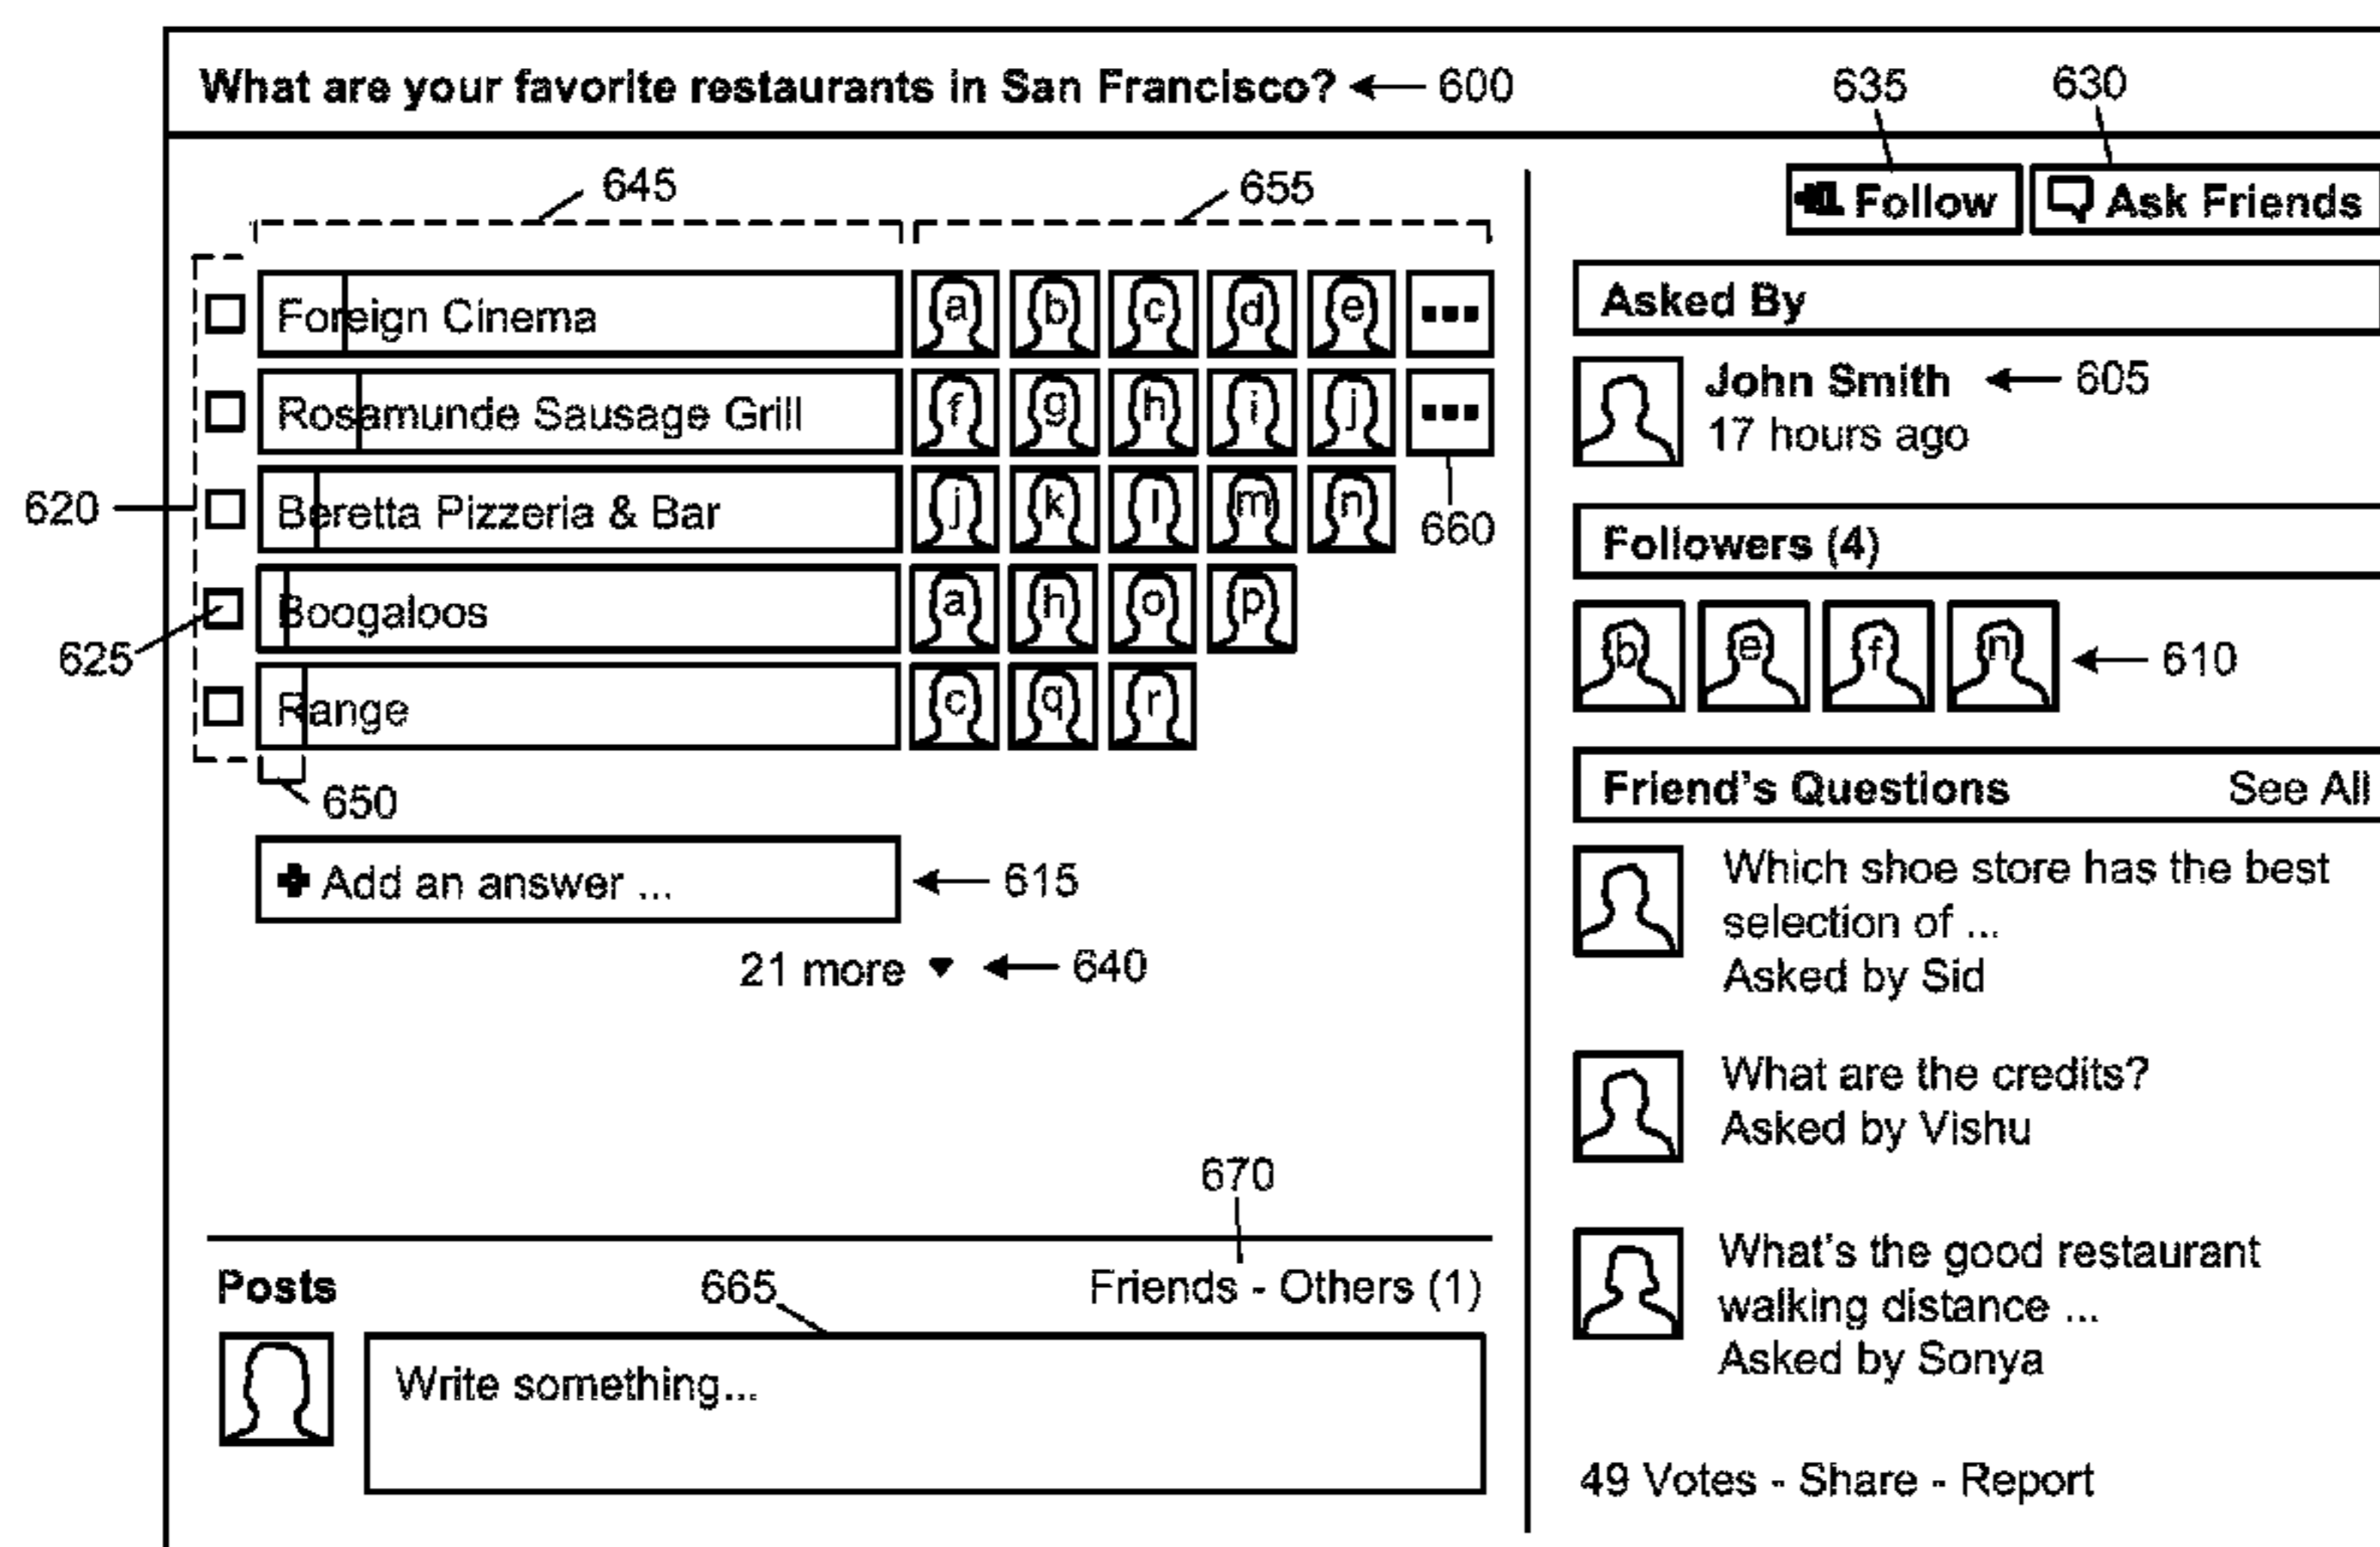 What are your favorite restaurants in San Francisco? 600
635 630
Follow Ask Friends
645 655
Foreign Cinema a b c d e ...
Rosamunde Sausage Grill f g h i j ...
Beretta Pizzeria & Bar j k l m n
660
620
Boogaloos a h o p
625
Range c q r
650
+ Add an answer ... 615
21 more 640
670
Posts 665 Friends - Others (1)
Write something...
Asked By
John Smith 605
17 hours ago
Followers (4)
b e f n 610
Friend's Questions See All
Which shoe store has the best
selection of ...
Asked by Sid
What are the credits?
Asked by Vishu
What's the good restaurant
walking distance ...
Asked by Sonya
49 Votes - Share - Report